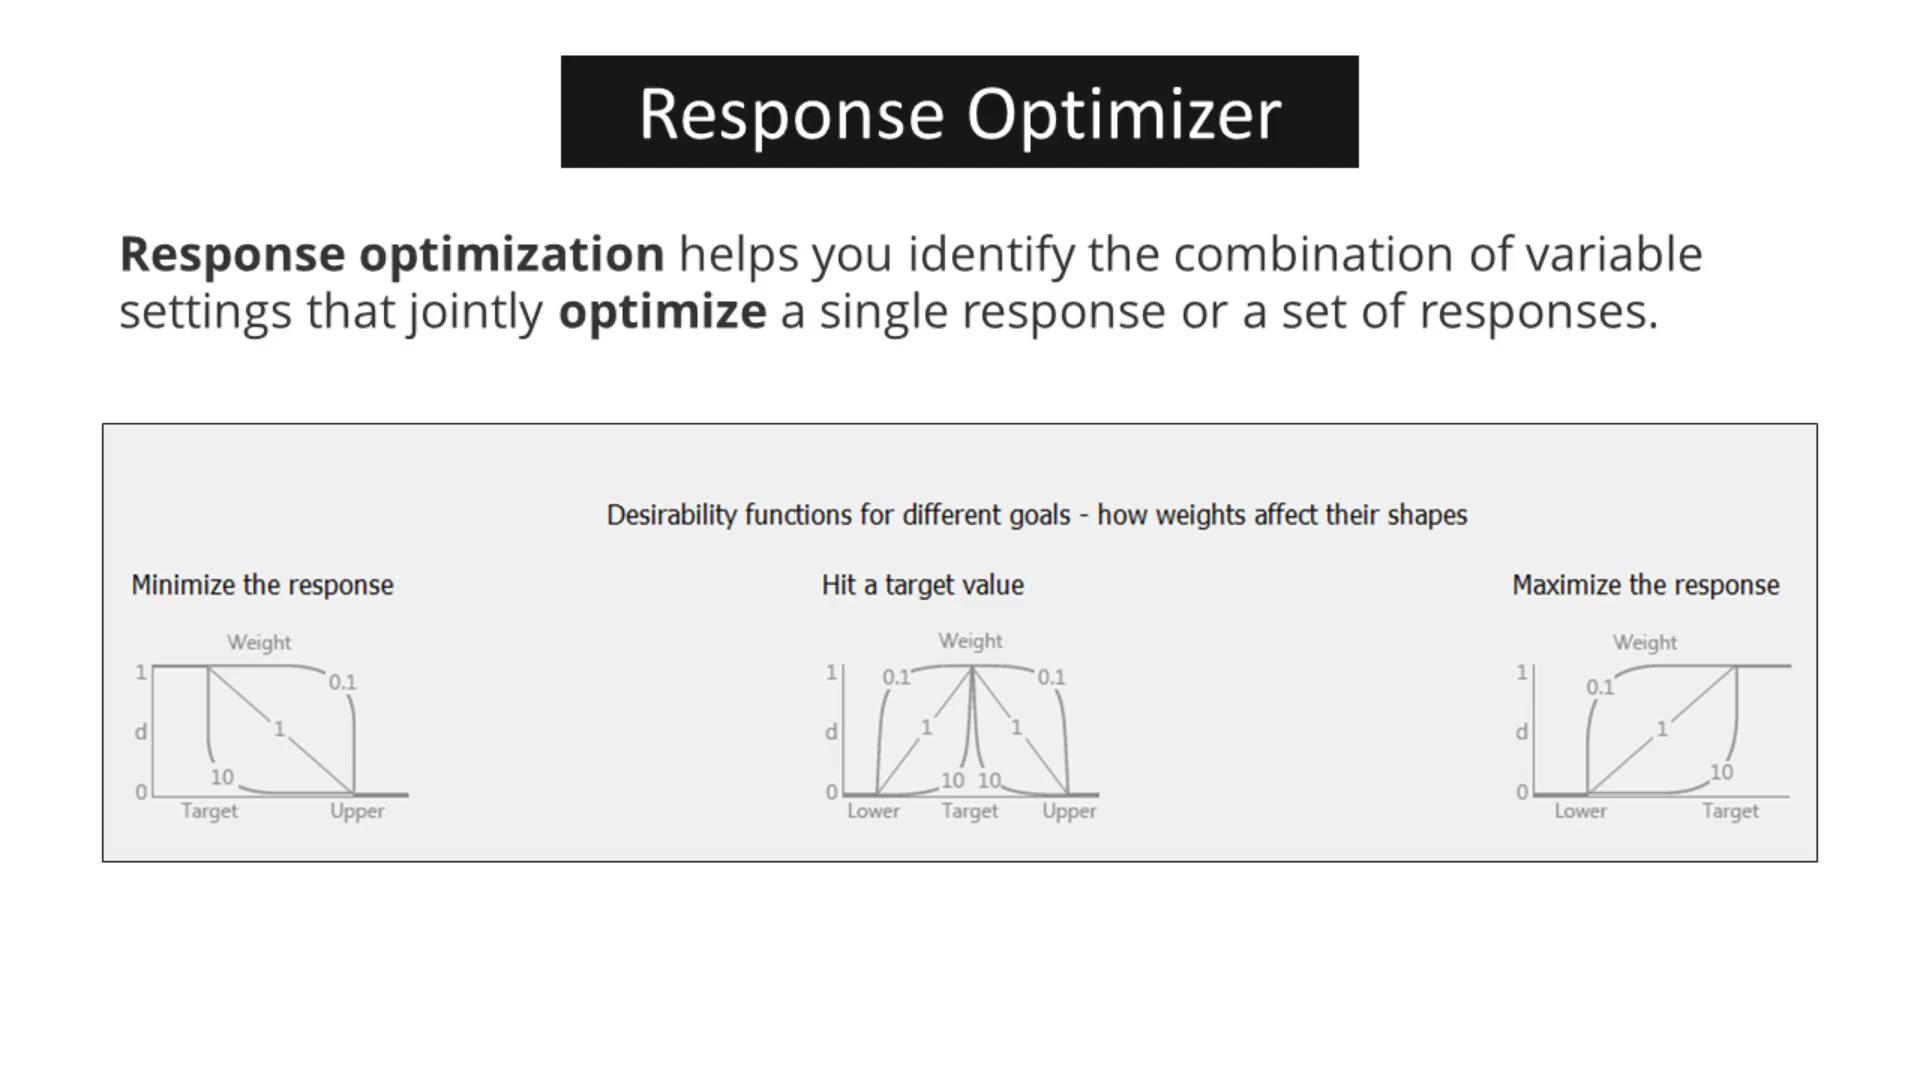 Response Optimizer
Response optimization helps you identify the combination of variable
settings that jointly optimize a single response or a set of responses.
Desirability functions for different goals - how weights affect their shapes
Minimize the response
Weight
1
0.1
d
1
10
0
Target Upper
Hit a target value
Weight
1
0.1 0.1
d
1 1
10 10
0
Lower Target Upper
Maximize the response
Weight
1
0.1
d
1
10
0
Lower Target